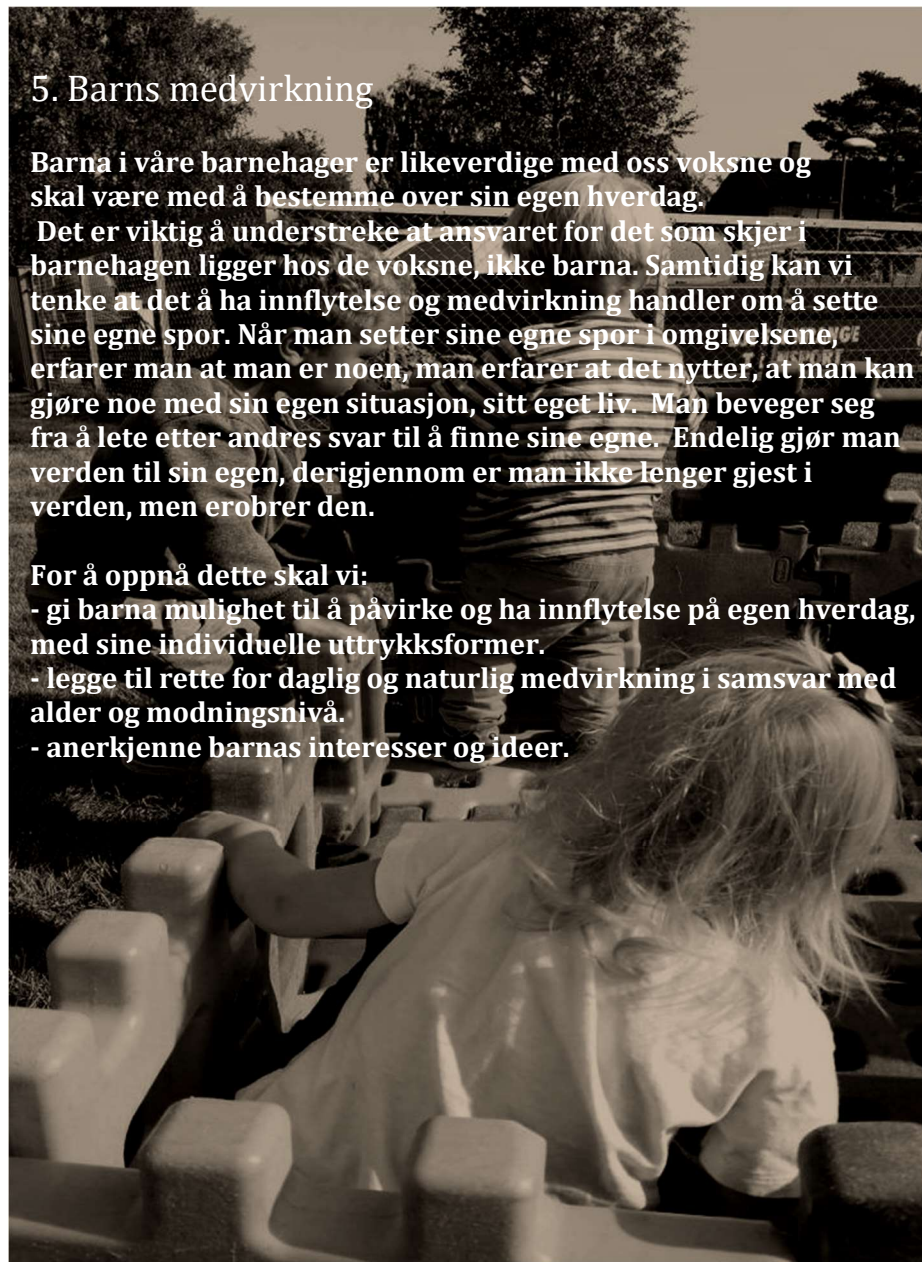 5. Barns medvirkning
Barna i våre barnehager er likeverdige med oss voksne og
skal være med å bestemme over sin egen hverdag.
Det er viktig å understreke at ansvaret for det som skjer i
barnehagen ligger hos de voksne, ikke barna. Samtidig kan vi
tenke at det å ha innflytelse og medvirkning handler om å sette
sine egne spor. Når man setter sine egne spor i omgivelsene,
erfarer man at man er noen, man erfarer at det nytter, at man kan
gjøre noe med sin egen situasjon, sitt eget liv.  Man beveger seg
fra å lete etter andres svar til å finne sine egne.  Endelig gjør man
verden til sin egen, derigjennom er man ikke lenger gjest i
verden, men erobrer den.
For å oppnå dette skal vi:
- gi barna mulighet til å påvirke og ha innflytelse på egen hverdag,
med sine individuelle uttrykksformer.
- legge til rette for daglig og naturlig medvirkning i samsvar med
alder og modningsnivå.
- anerkjenne barnas interesser og ideer.